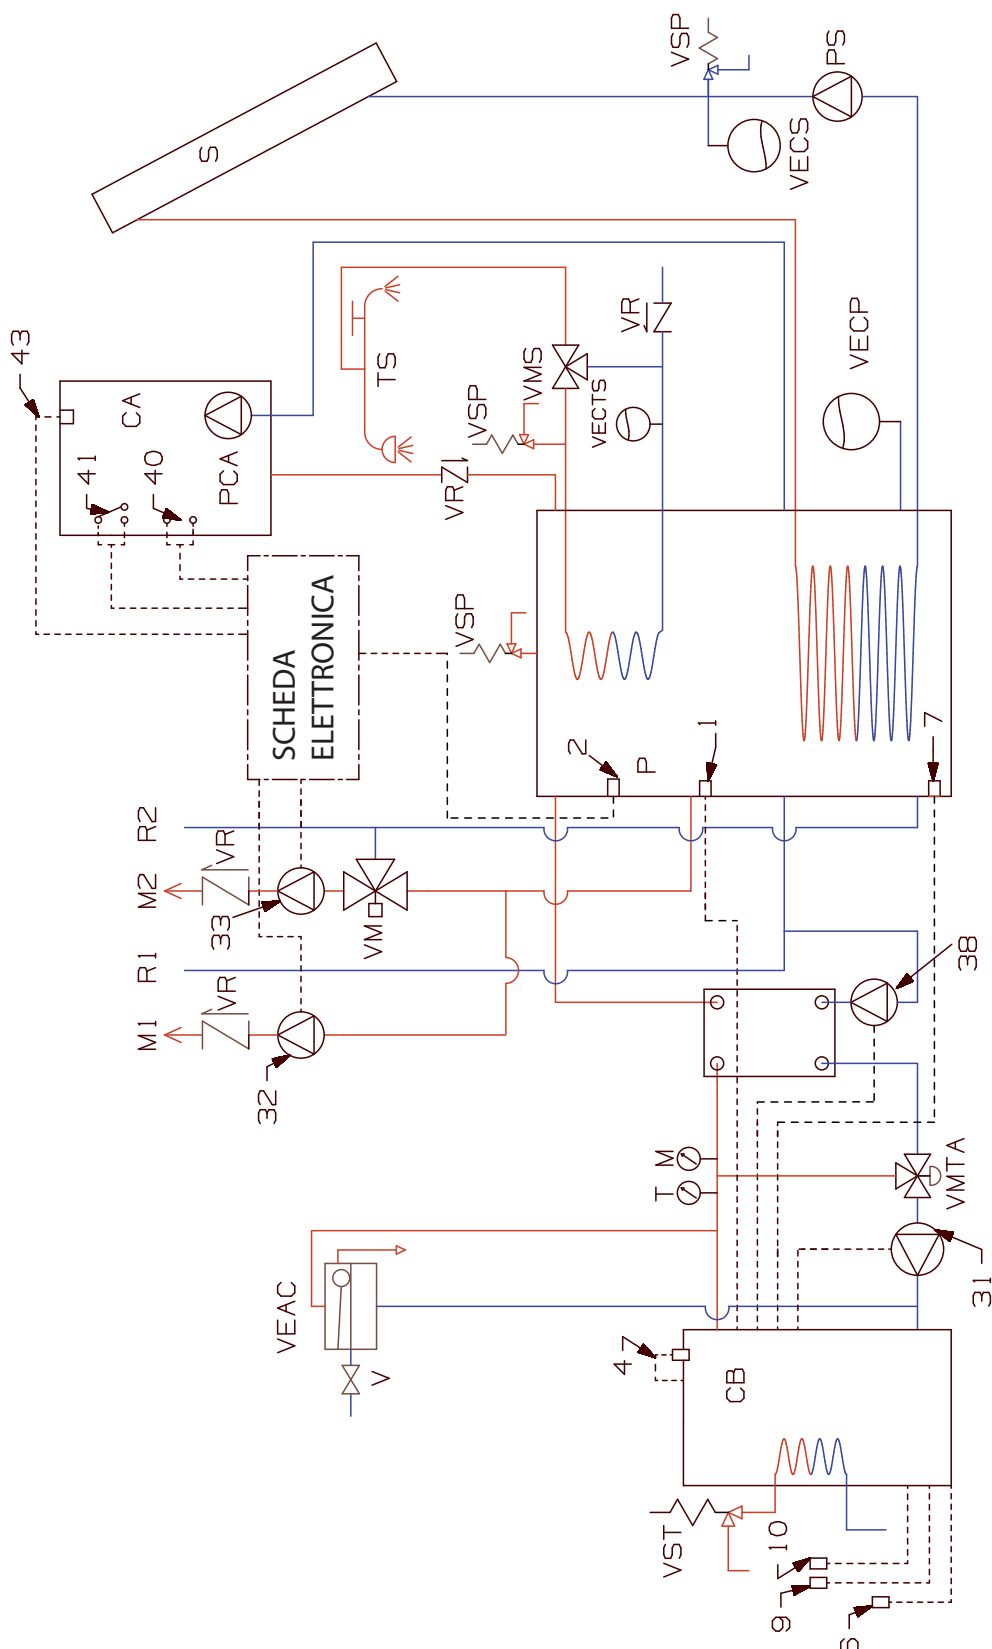 43
41
CA
40
M1
R1
M2
R2
S
VR
33
VR
PCA
32
SCHEDA
ELETTRONICA
VEAC
VM
V
TS
VR
VSP
VSP
VMS
2
VECTS
47
VR
P
T
M
VST
VSP
1
CB
10
9
VECS
PS
6
VECP
7
VMTA
38
31